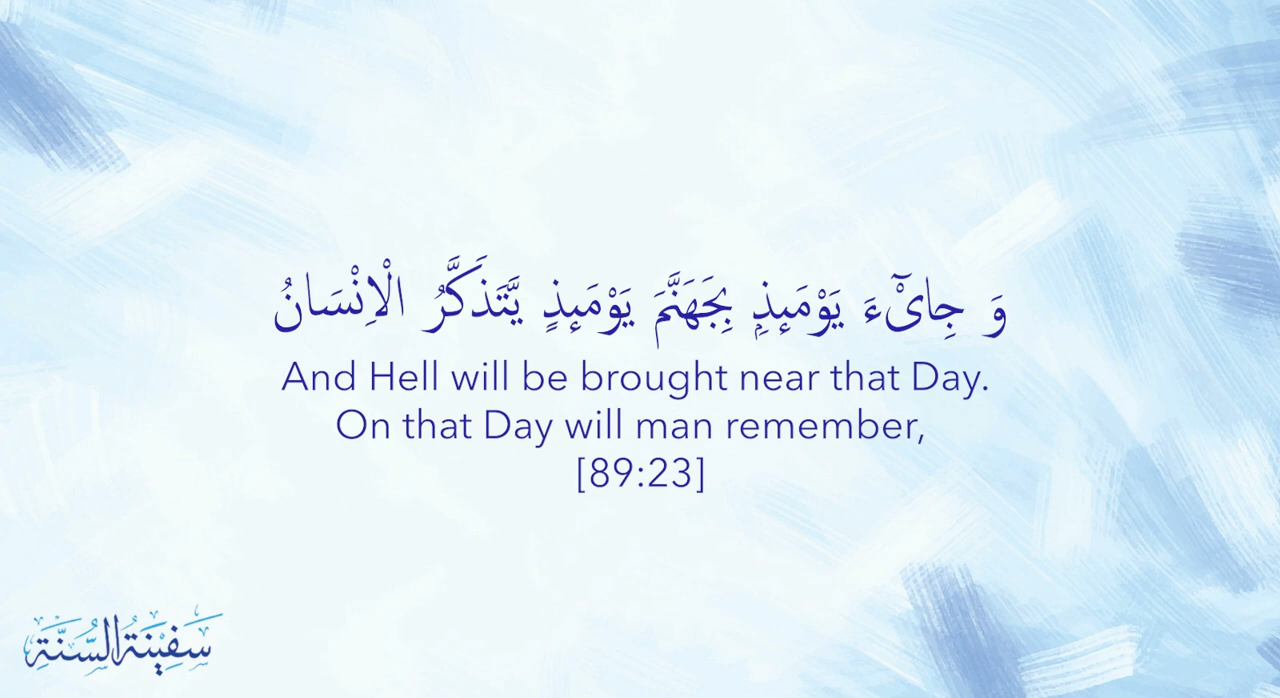 وَ جِایْٓءَ یَوْمَىِٕذٍۭ بِجَهَنَّمَ یَوْمَىِٕذٍ یَّتَذَكَّرُ الْاِنْسَانُ
And Hell will be brought near that Day.
On that Day will man remember,
[89:23]
سَفِينَةُ السُّنَّةِ